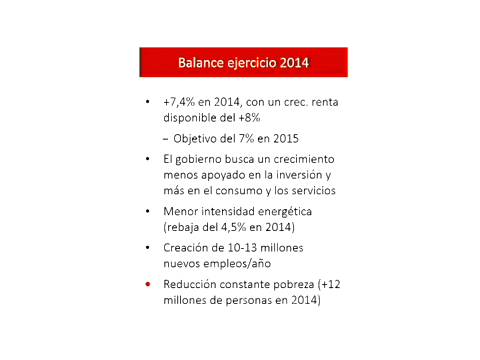 Balance ejercicio 2014
• +7,4% en 2014, con un crec. renta
disponible del +8%
– Objetivo del 7% en 2015
• El gobierno busca un crecimiento
menos apoyado en la inversión y
más en el consumo y los servicios
• Menor intensidad energética
(rebaja del 4,5% en 2014)
• Creación de 10-13 millones
nuevos empleos/año
• Reducción constante pobreza (+12
millones de personas en 2014)